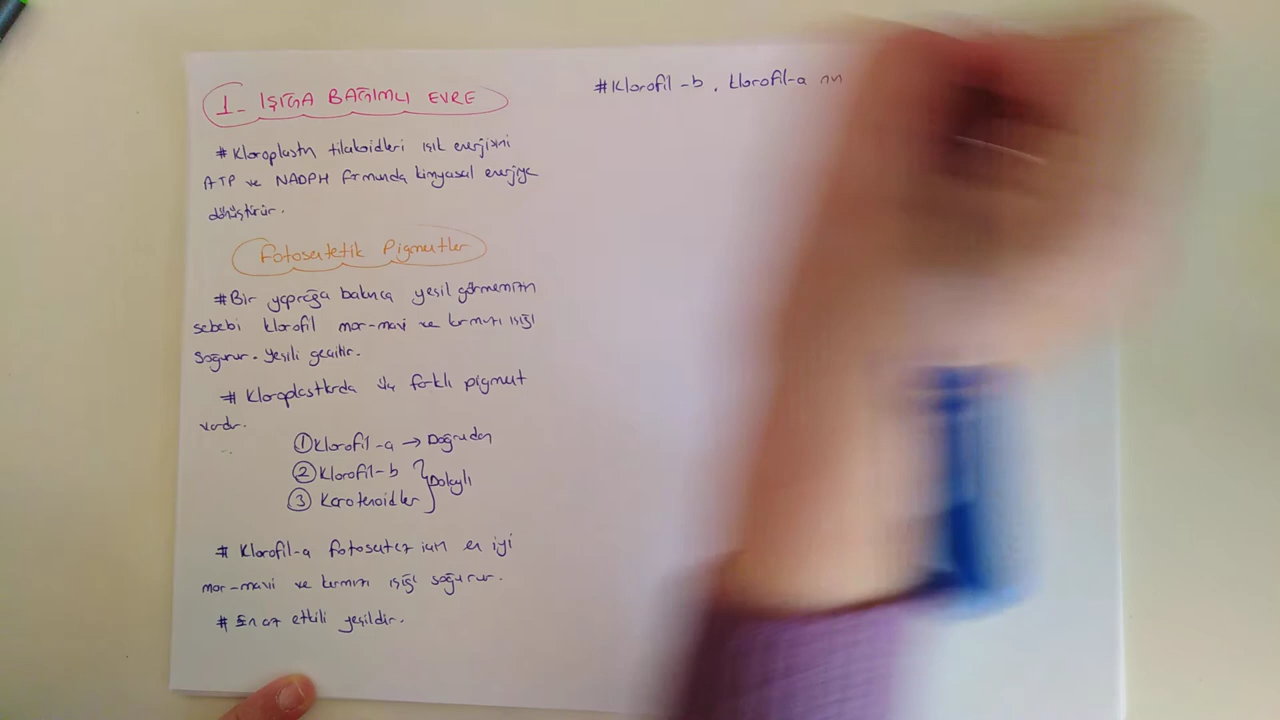 1- IŞIĞA BAĞIMLI EVRE
#Kloroplastın tilakoidleri ışık enerjisini
ATP ve NADPH formunda kimyasal enerjiye
dönüştürür.
Fotosentetik Pigmentler
#Bir yaprağa bakınca yeşil görmemizin
sebebi klorofil mor-mavi ve kırmızı ışığı
soğurur. Yeşili geçirir.
# Kloroplastlarda üç farklı pigment
vardır.
① Klorofil-a → Doğrudan
② Klorofil-b
Dolaylı
③ Karotenoidler
# Klorofil-a fotosentez için en iyi
mor-mavi ve kırmızı ışığı soğurur.
# En az etkili yeşildir.
#Klorofil-b, klorofil-a nın